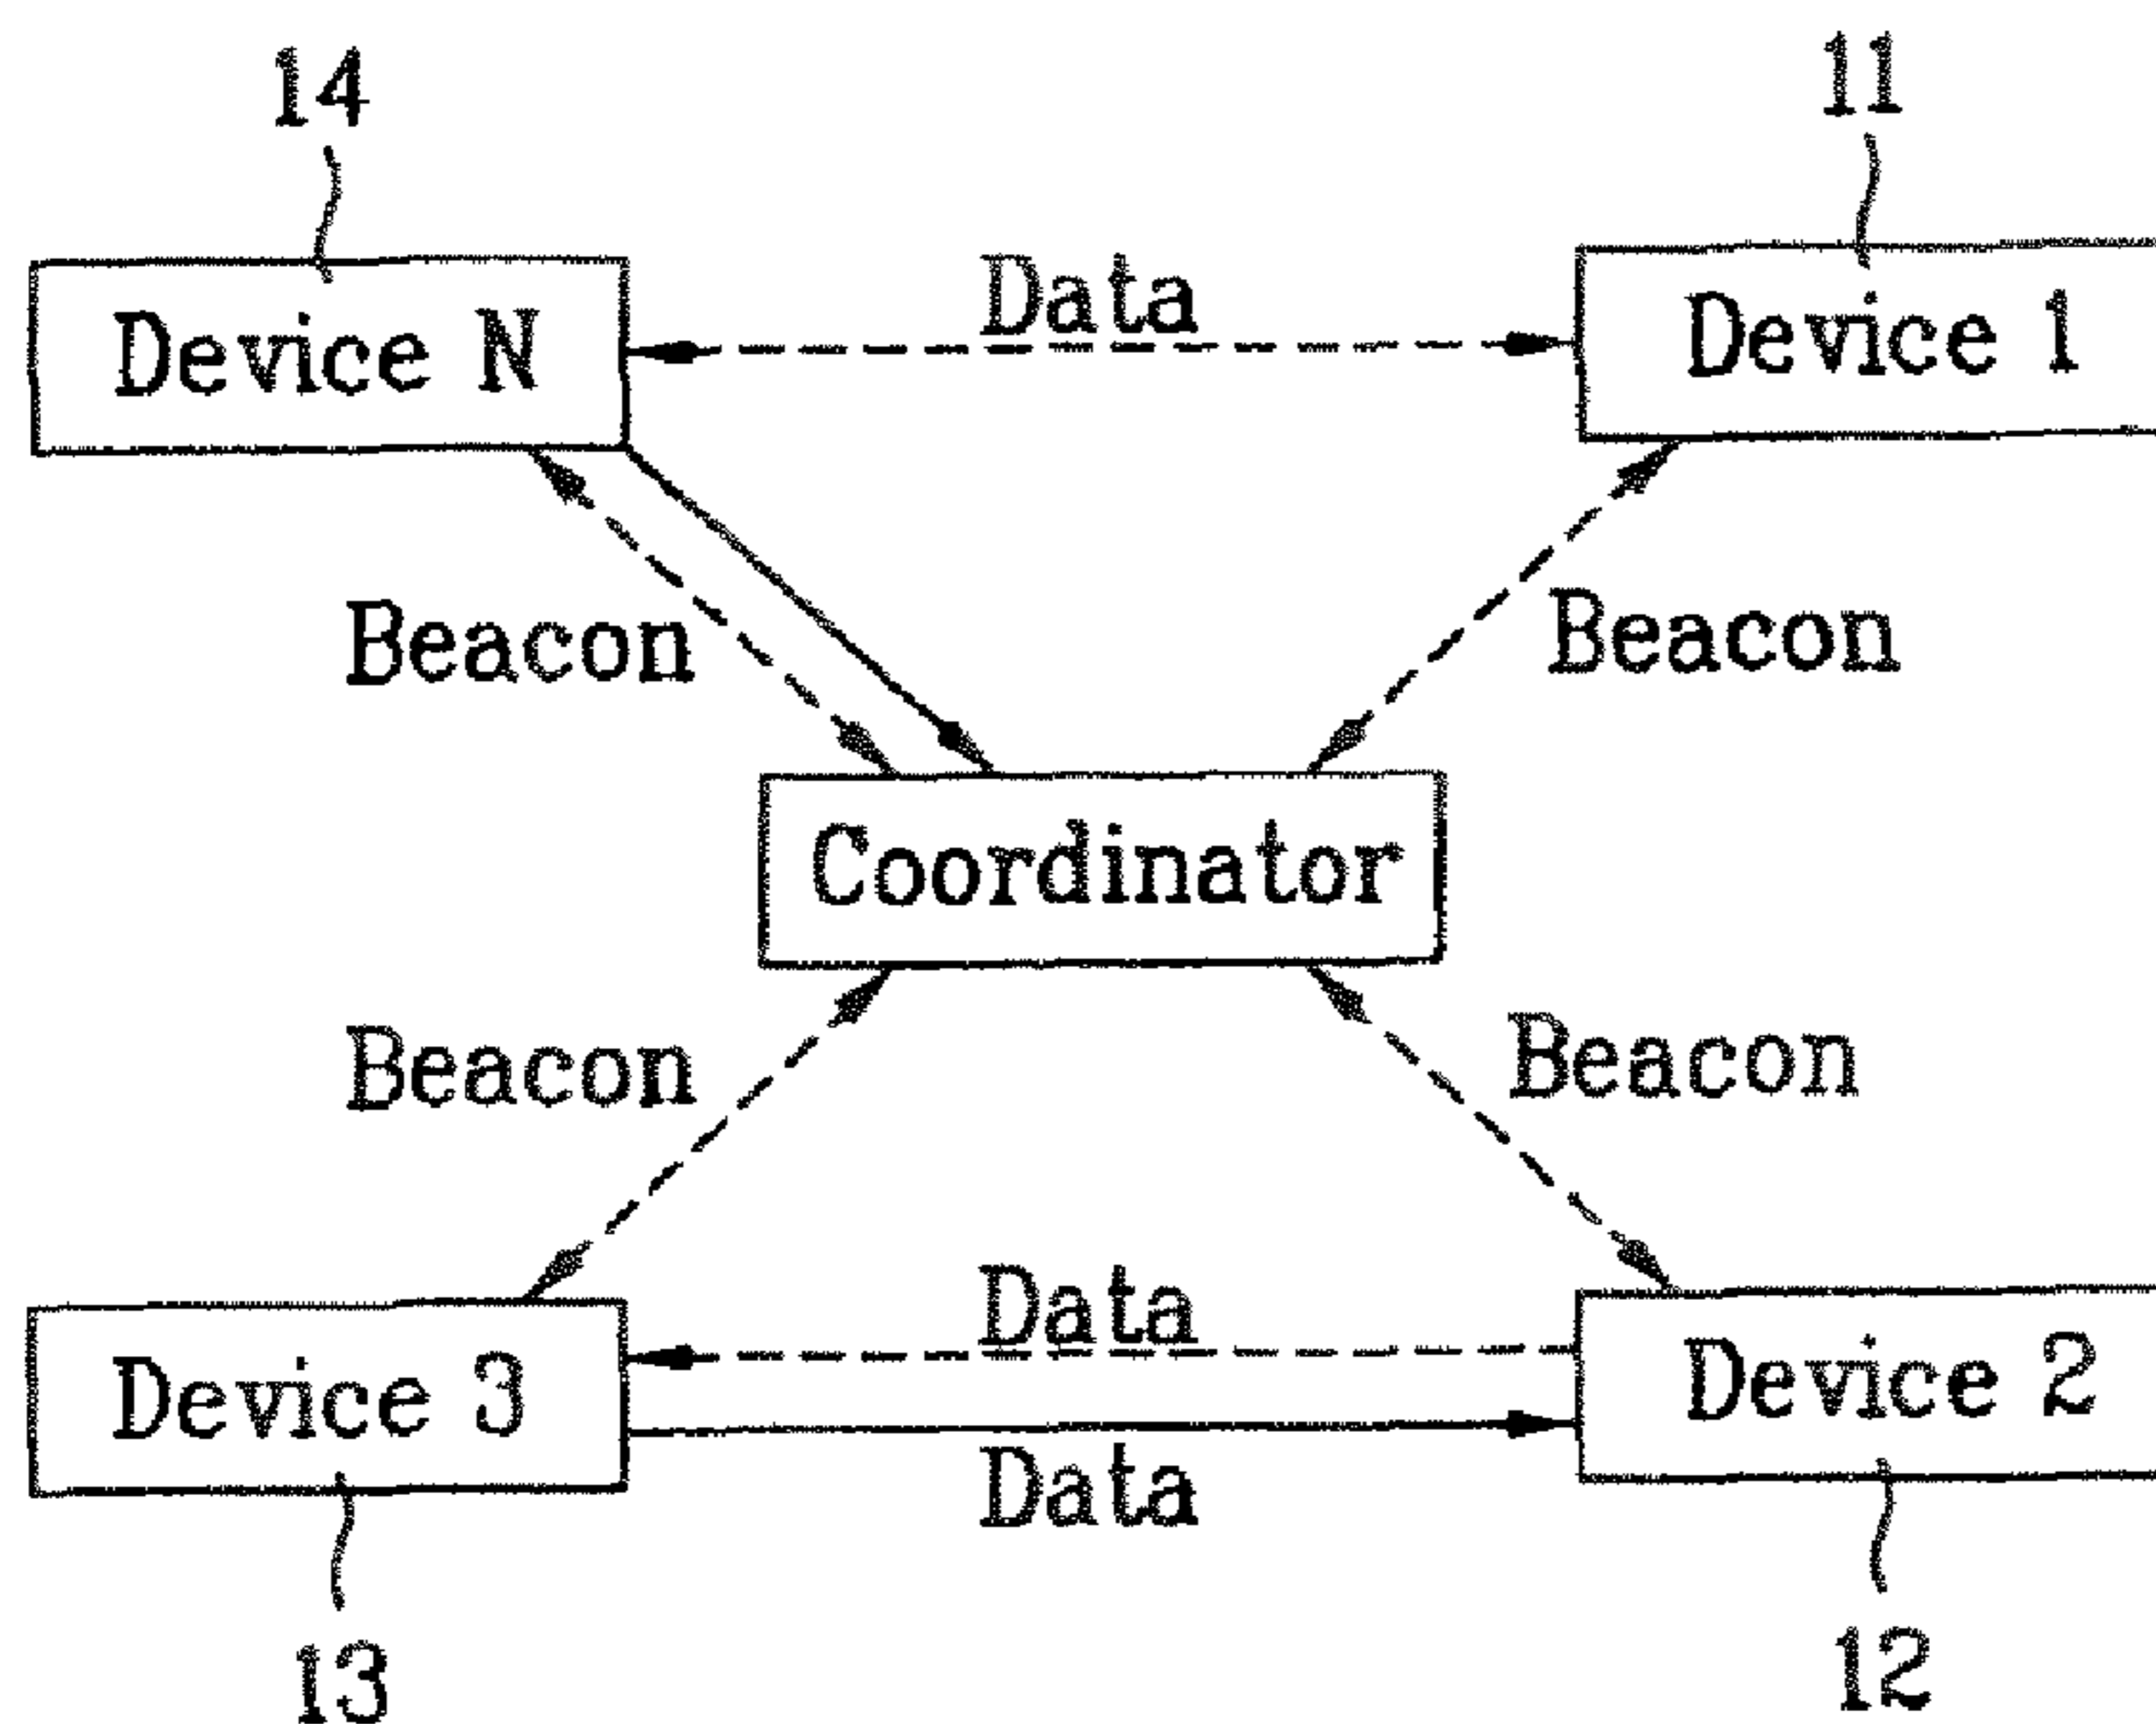 14
11
Data
Device N
Device 1
Beacon
Beacon
Coordinator
Beacon
Beacon
Data
Device 3
Device 2
Data
13
12